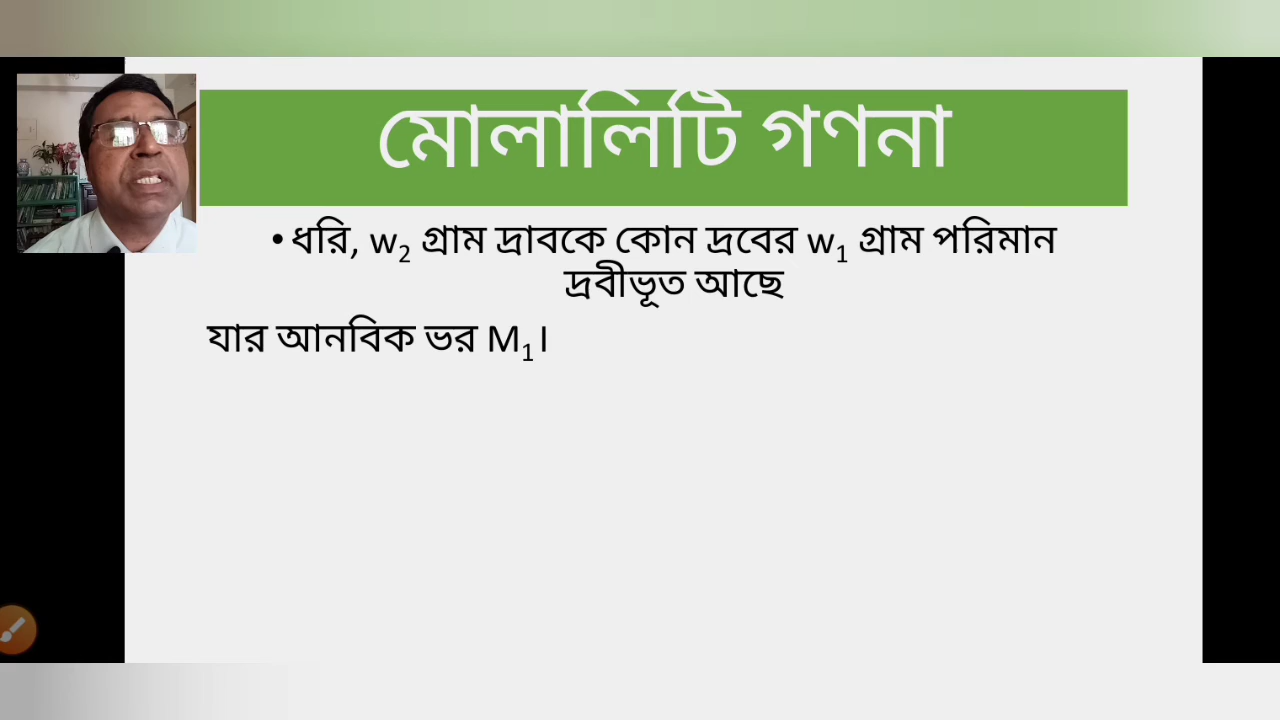 মোলালিটি গণনা
• ধরি, w₂ গ্রাম দ্রাবকে কোন দ্রবের w₁ গ্রাম পরিমান
দ্রবীভূত আছে
যার আনবিক ভর M₁।